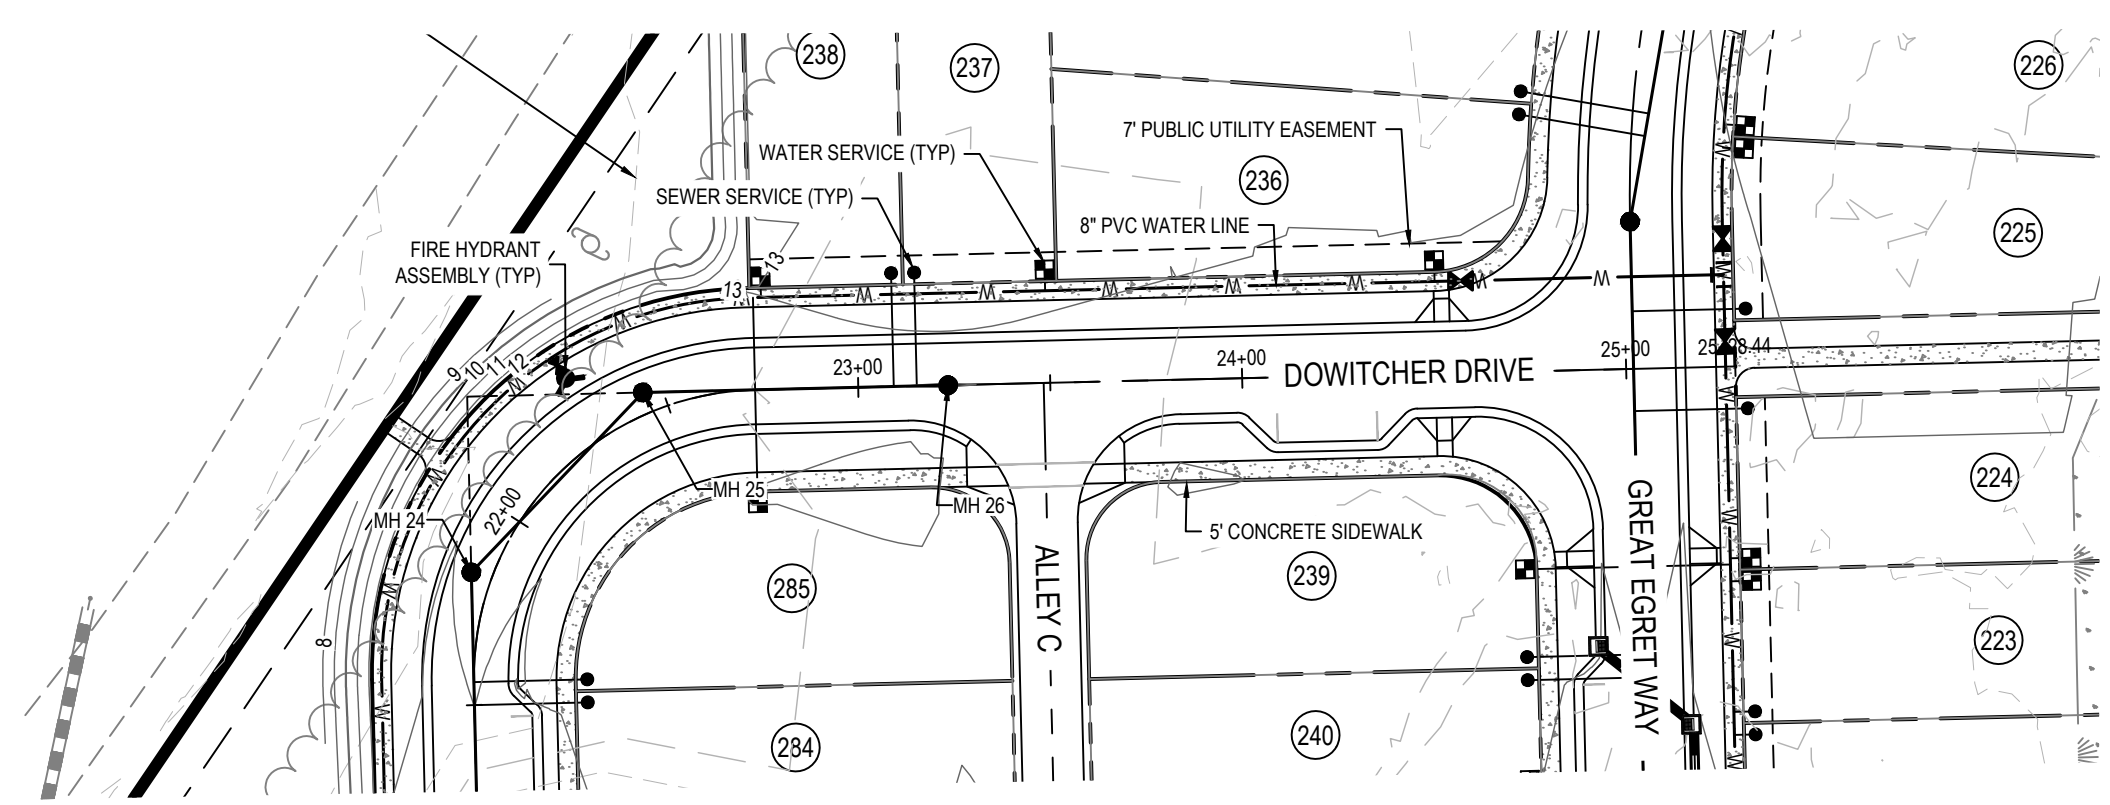 238
237
226
7' PUBLIC UTILITY EASEMENT
WATER SERVICE (TYP)
236
SEWER SERVICE (TYP)
8" PVC WATER LINE
225
FIRE HYDRANT
ASSEMBLY (TYP)
13
13
W W W W W W W W
9 10 11 12
23+00
24+00
DOWITCHER DRIVE
25+00
MH 25
MH 26
224
MH 24
22+00
5' CONCRETE SIDEWALK
GREAT EGRET WAY
ALLEY C
285
239
8
223
284
240